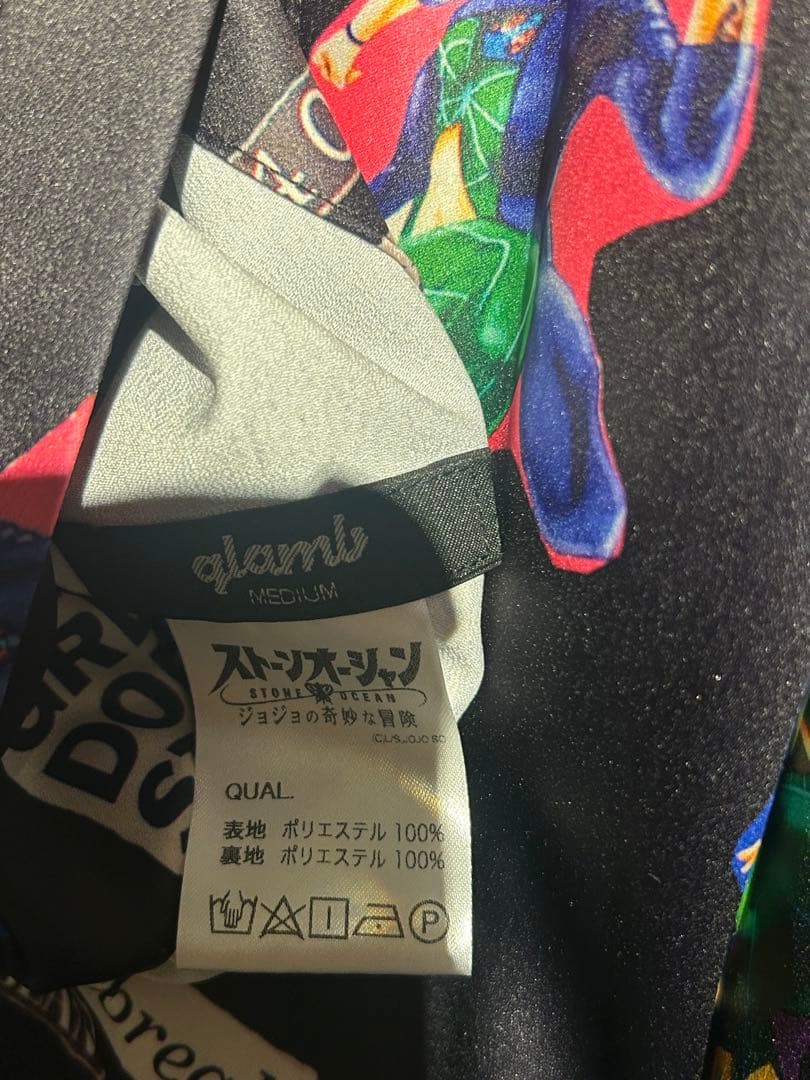 glamb
MEDIUM
ストーンオーシャン
STONE OCEAN
ジョジョの奇妙な冒険
QUAL.
表地 ポリエステル 100%
裏地 ポリエステル 100%
P
DO
brea